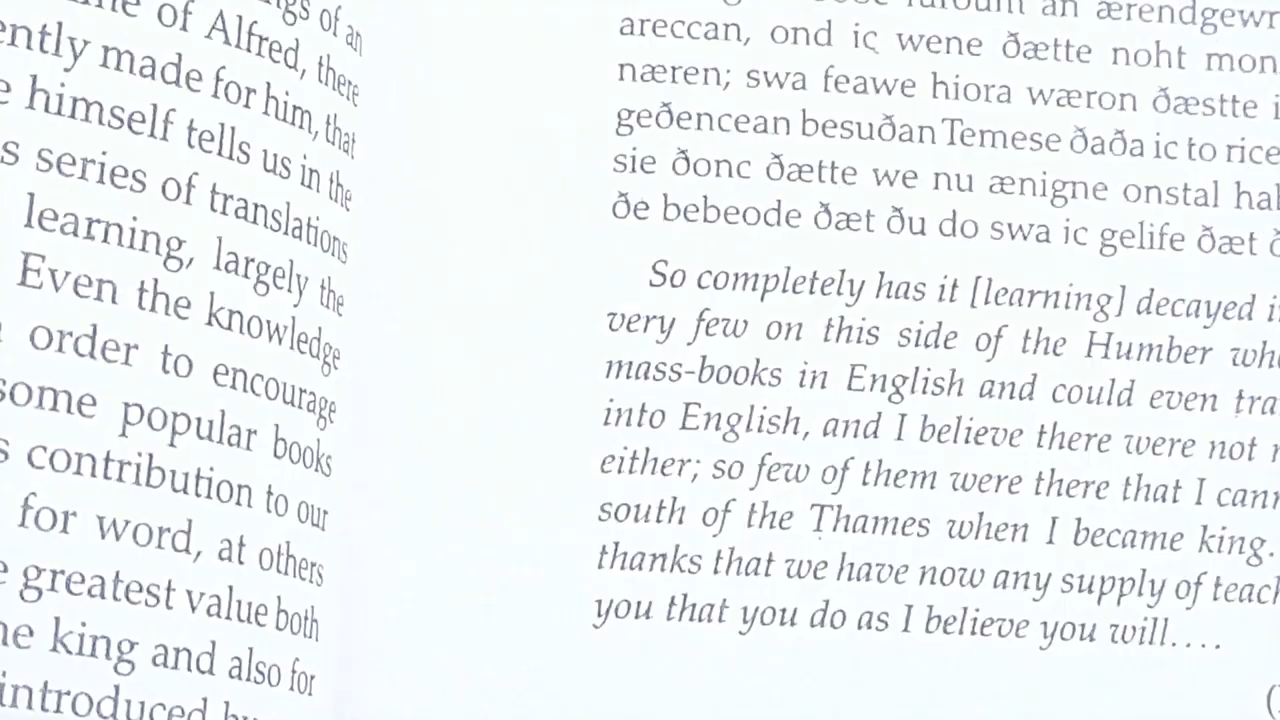 of an
of Alfred, there
made for him, that
himself tells us in the
series of translations
learning, largely the
Even the knowledge
order to encourage
some popular books
contribution to our
for word, at others
greatest value both
king and also for
introduced
an
areccan, ond ic wene ðætte noht mon
næren; swa feawe hiora wæron ðæstte
geðencean besuðan Temese ðaða ic to rice
sie ðonc ðætte we nu ænigne onstal
ðe bebeode ðæt ðu do swa ic gelife ðæt
So completely has it [learning] decayed
very few on this side of the Humber
mass-books in English and could even
into English, and I believe there were not
either; so few of them were there that I
south of the Thames when I became king.
thanks that we have now any supply of
you that you do as I believe you will....